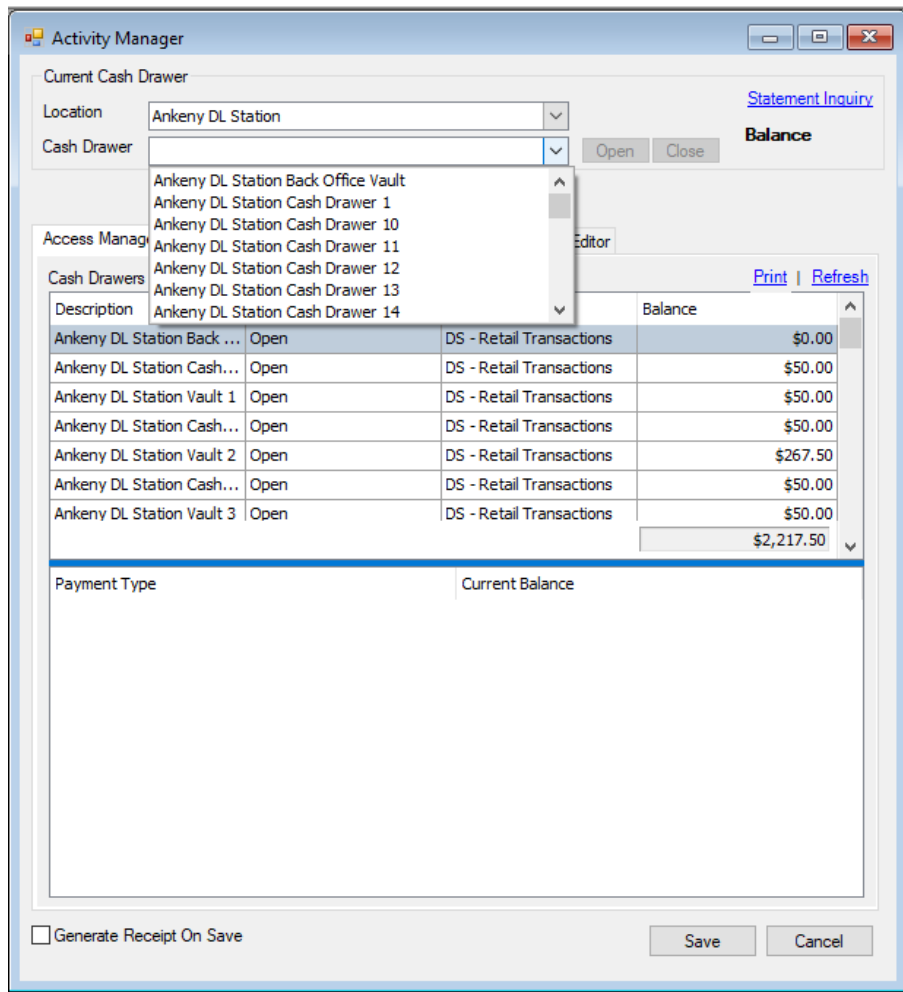 Activity Manager
Current Cash Drawer
Location Ankeny DL Station
Statement Inquiry
Cash Drawer
Open Close
Balance
Ankeny DL Station Back Office Vault
Ankeny DL Station Cash Drawer 1
Ankeny DL Station Cash Drawer 10
Ankeny DL Station Cash Drawer 11
Ankeny DL Station Cash Drawer 12
Ankeny DL Station Cash Drawer 13
Ankeny DL Station Cash Drawer 14
Access Manag
Editor
Cash Drawers
Print | Refresh
Description Balance
Ankeny DL Station Back ... Open DS - Retail Transactions $0.00
Ankeny DL Station Cash... Open DS - Retail Transactions $50.00
Ankeny DL Station Vault 1 Open DS - Retail Transactions $50.00
Ankeny DL Station Cash... Open DS - Retail Transactions $50.00
Ankeny DL Station Vault 2 Open DS - Retail Transactions $267.50
Ankeny DL Station Cash... Open DS - Retail Transactions $50.00
Ankeny DL Station Vault 3 Open DS - Retail Transactions $50.00
$2,217.50
Payment Type Current Balance
Generate Receipt On Save
Save Cancel